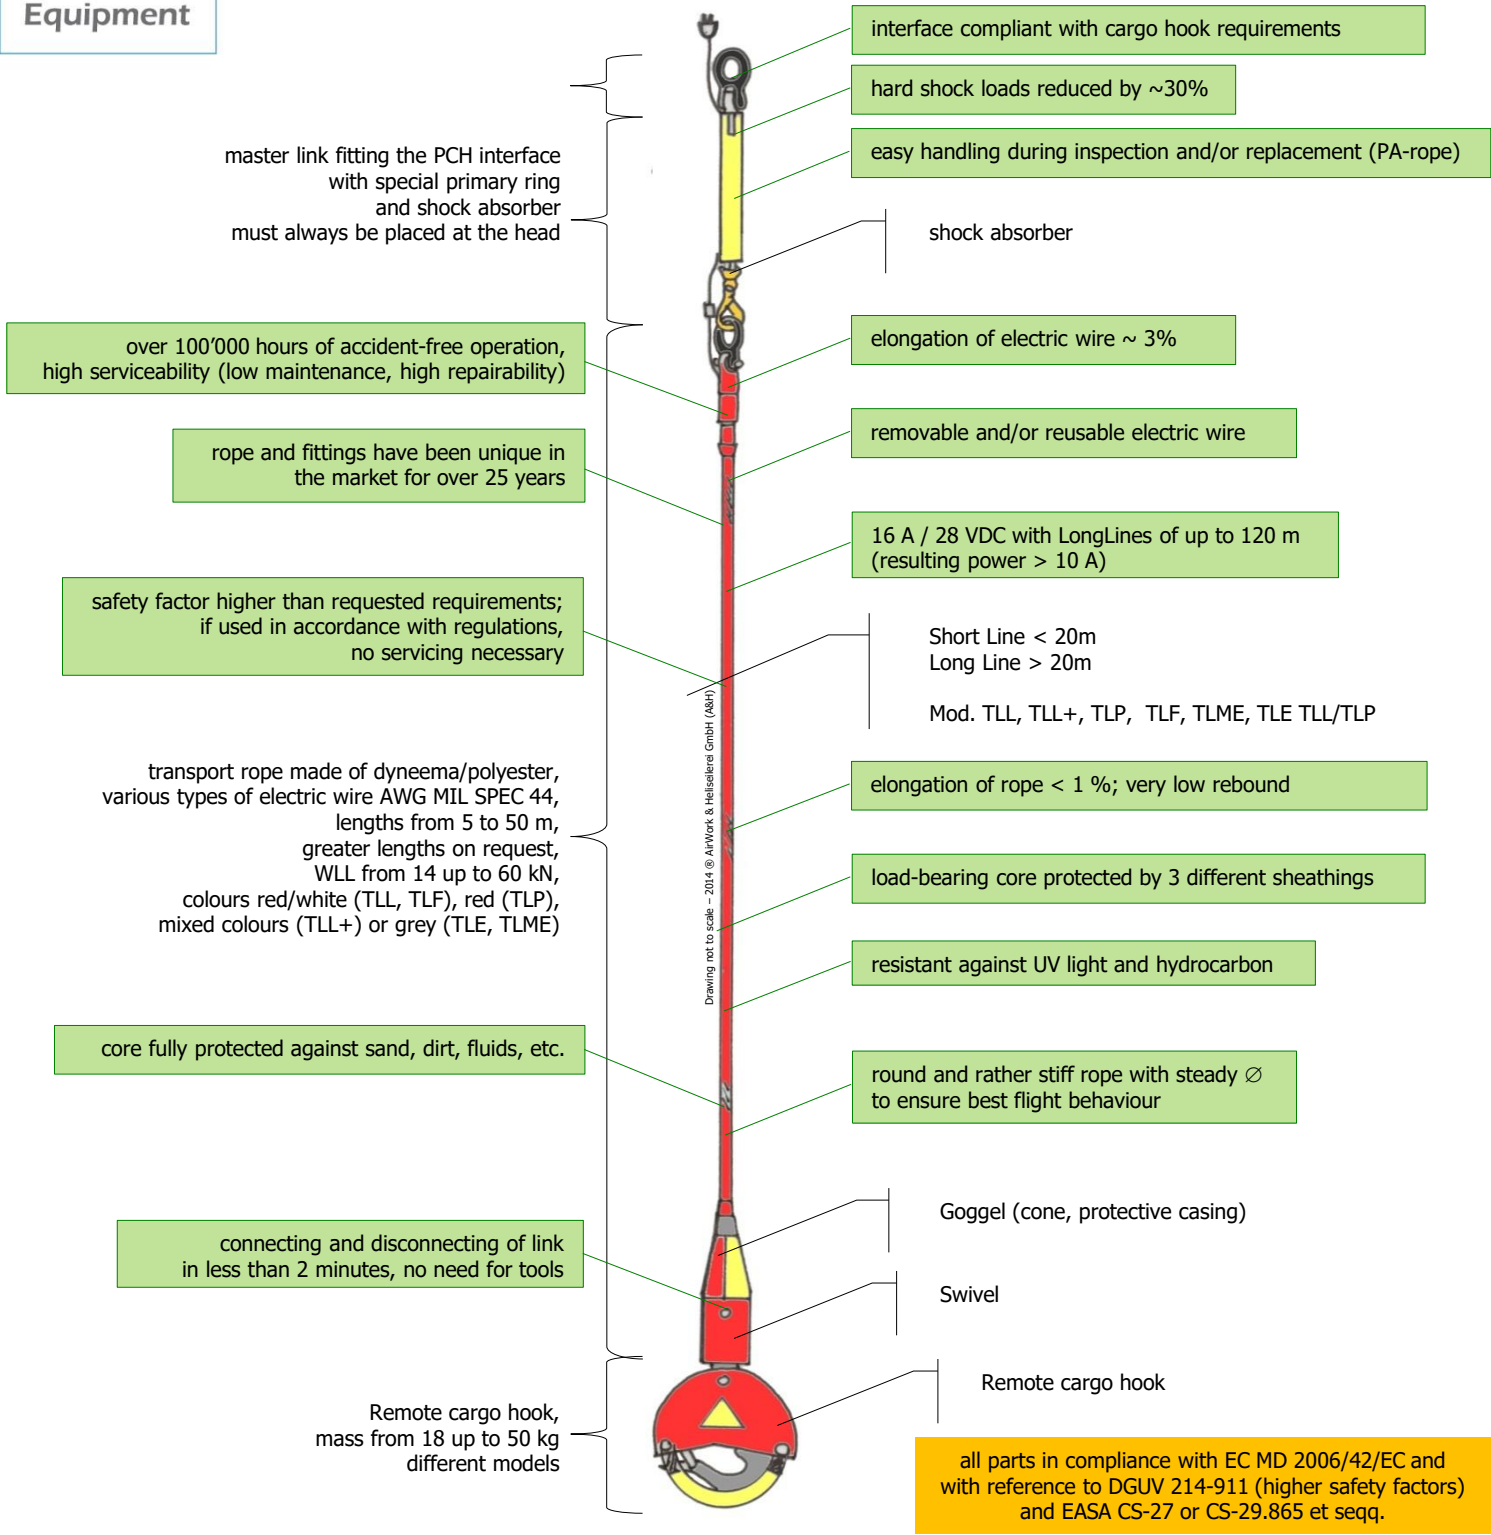 Equipment
interface compliant with cargo hook requirements
hard shock loads reduced by ~30%
easy handling during inspection and/or replacement (PA-rope)
master link fitting the PCH interface
with special primary ring
and shock absorber
must always be placed at the head
shock absorber
over 100’000 hours of accident-free operation,
high serviceability (low maintenance, high repairability)
elongation of electric wire ~ 3%
removable and/or reusable electric wire
rope and fittings have been unique in
the market for over 25 years
16 A / 28 VDC with LongLines of up to 120 m
(resulting power > 10 A)
safety factor higher than requested requirements;
if used in accordance with regulations,
no servicing necessary
Short Line < 20m
Long Line > 20m
Mod. TLL, TLL+, TLP, TLF, TLME, TLE TLL/TLP
Drawing not to scale – 2014 ® AirWork & Heliseilerei GmbH (A&H)
transport rope made of dyneema/polyester,
various types of electric wire AWG MIL SPEC 44,
lengths from 5 to 50 m,
greater lengths on request,
WLL from 14 up to 60 kN,
colours red/white (TLL, TLF), red (TLP),
mixed colours (TLL+) or grey (TLE, TLME)
elongation of rope < 1 %; very low rebound
load-bearing core protected by 3 different sheathings
resistant against UV light and hydrocarbon
core fully protected against sand, dirt, fluids, etc.
round and rather stiff rope with steady ∅
to ensure best flight behaviour
Goggel (cone, protective casing)
connecting and disconnecting of link
in less than 2 minutes, no need for tools
Swivel
Remote cargo hook
Remote cargo hook,
mass from 18 up to 50 kg
different models
all parts in compliance with EC MD 2006/42/EC and
with reference to DGUV 214-911 (higher safety factors)
and EASA CS-27 or CS-29.865 et seqq.